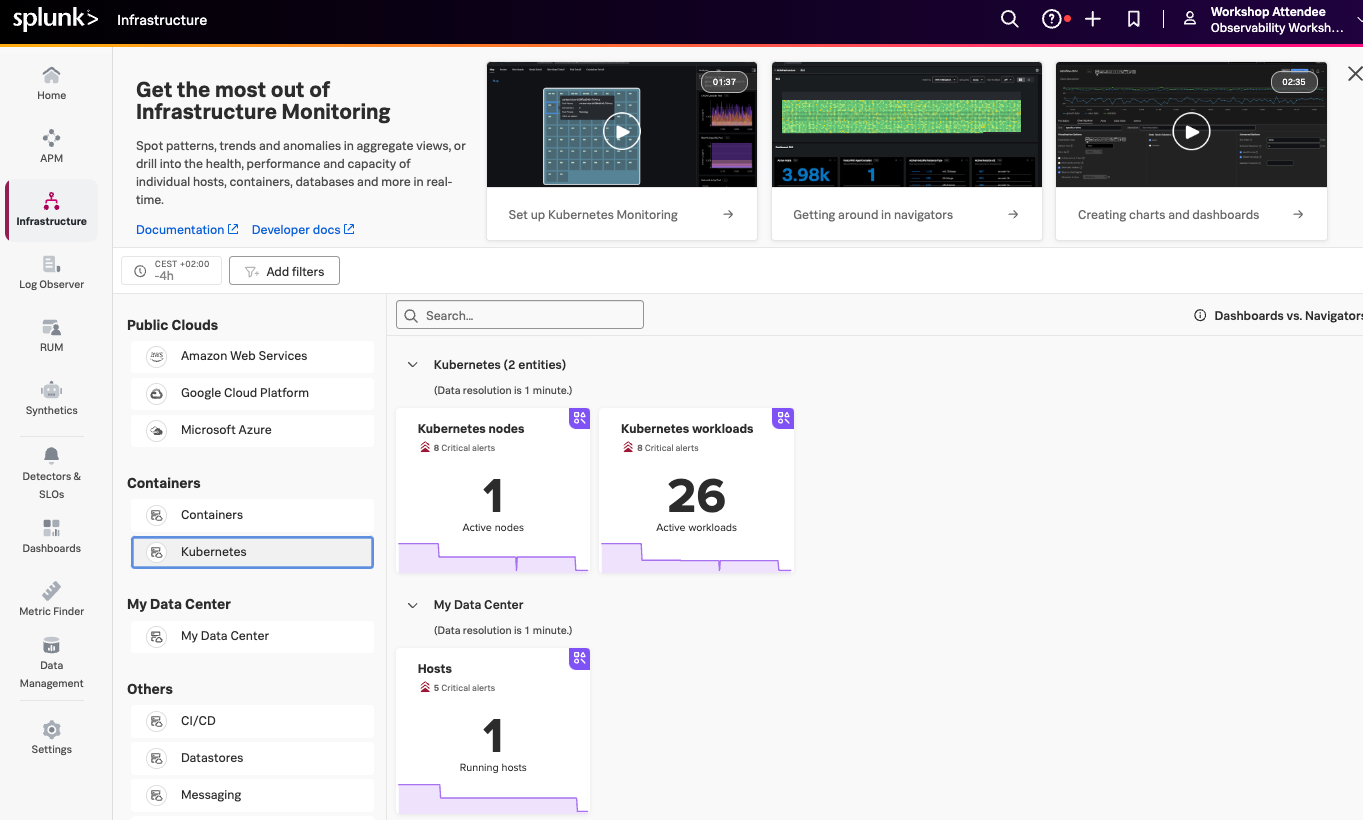 splunk>
Infrastructure
Workshop Attendee
Observability Worksh...
Home
APM
Infrastructure
Log Observer
RUM
Synthetics
Detectors &
SLOs
Dashboards
Metric Finder
Data
Management
Settings
Get the most out of
Infrastructure Monitoring
Spot patterns, trends and anomalies in aggregate views, or
drill into the health, performance and capacity of
individual hosts, containers, databases and more in real-
time.
Documentation
Developer docs
01:37
Set up Kubernetes Monitoring
3.98k
1
Getting around in navigators
02:35
Creating charts and dashboards
CEST +02:00
-4h
Add filters
Public Clouds
aws
Amazon Web Services
Google Cloud Platform
Microsoft Azure
Containers
Containers
Kubernetes
My Data Center
My Data Center
Others
CI/CD
Datastores
Messaging
Search...
Dashboards vs. Navigators
Kubernetes (2 entities)
(Data resolution is 1 minute.)
Kubernetes nodes
8 Critical alerts
1
Active nodes
Kubernetes workloads
8 Critical alerts
26
Active workloads
My Data Center
(Data resolution is 1 minute.)
Hosts
5 Critical alerts
1
Running hosts